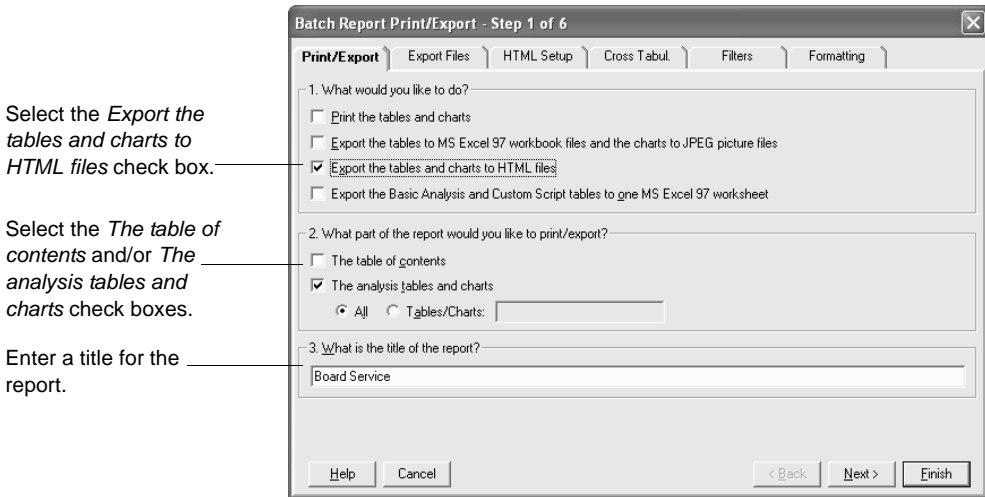 Select the Export the
tables and charts to
HTML files check box.
Select the The table of
contents and/or The
analysis tables and
charts check boxes.
Enter a title for the
report.
Batch Report Print/Export - Step 1 of 6
Print/Export Export Files HTML Setup Cross Tabul. Filters Formatting
1. What would you like to do?
Print the tables and charts
Export the tables to MS Excel 97 workbook files and the charts to JPEG picture files
Export the tables and charts to HTML files
Export the Basic Analysis and Custom Script tables to one MS Excel 97 worksheet
2. What part of the report would you like to print/export?
The table of contents
The analysis tables and charts
All Tables/Charts:
3. What is the title of the report?
Board Service
Help Cancel < Back Next > Finish